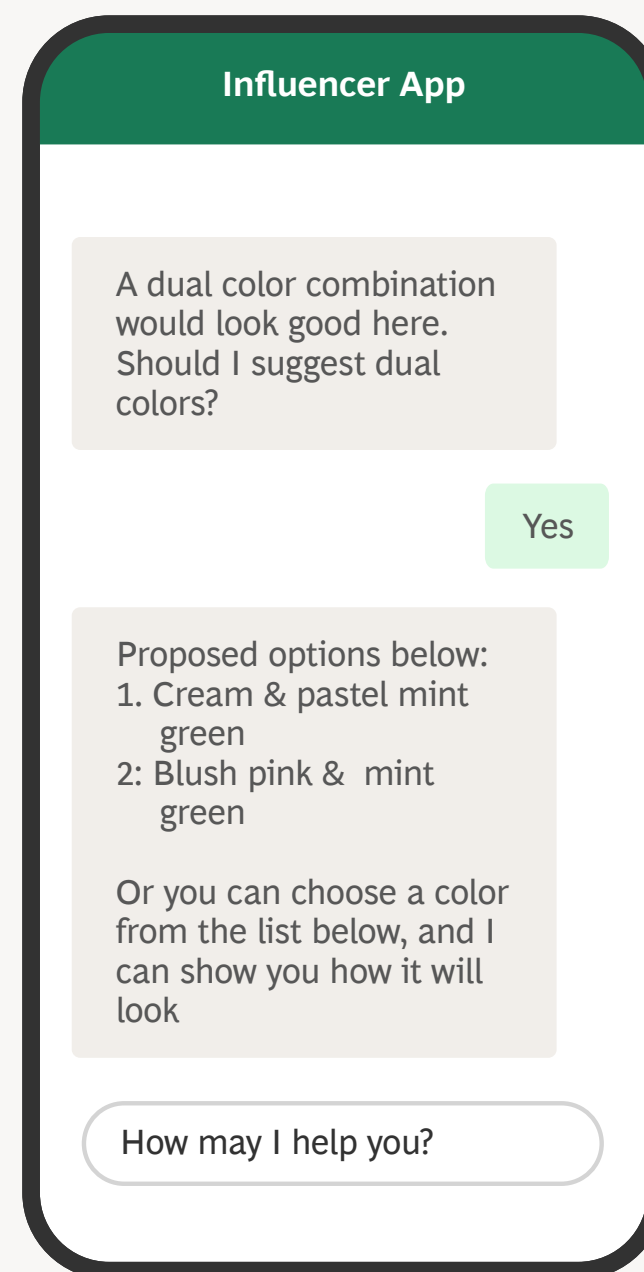 Influencer App
A dual color combination
would look good here.
Should I suggest dual
colors?
Yes
Proposed options below:
1. Cream & pastel mint
green
2: Blush pink &  mint
green
Or you can choose a color
from the list below, and I
can show you how it will
look
How may I help you?